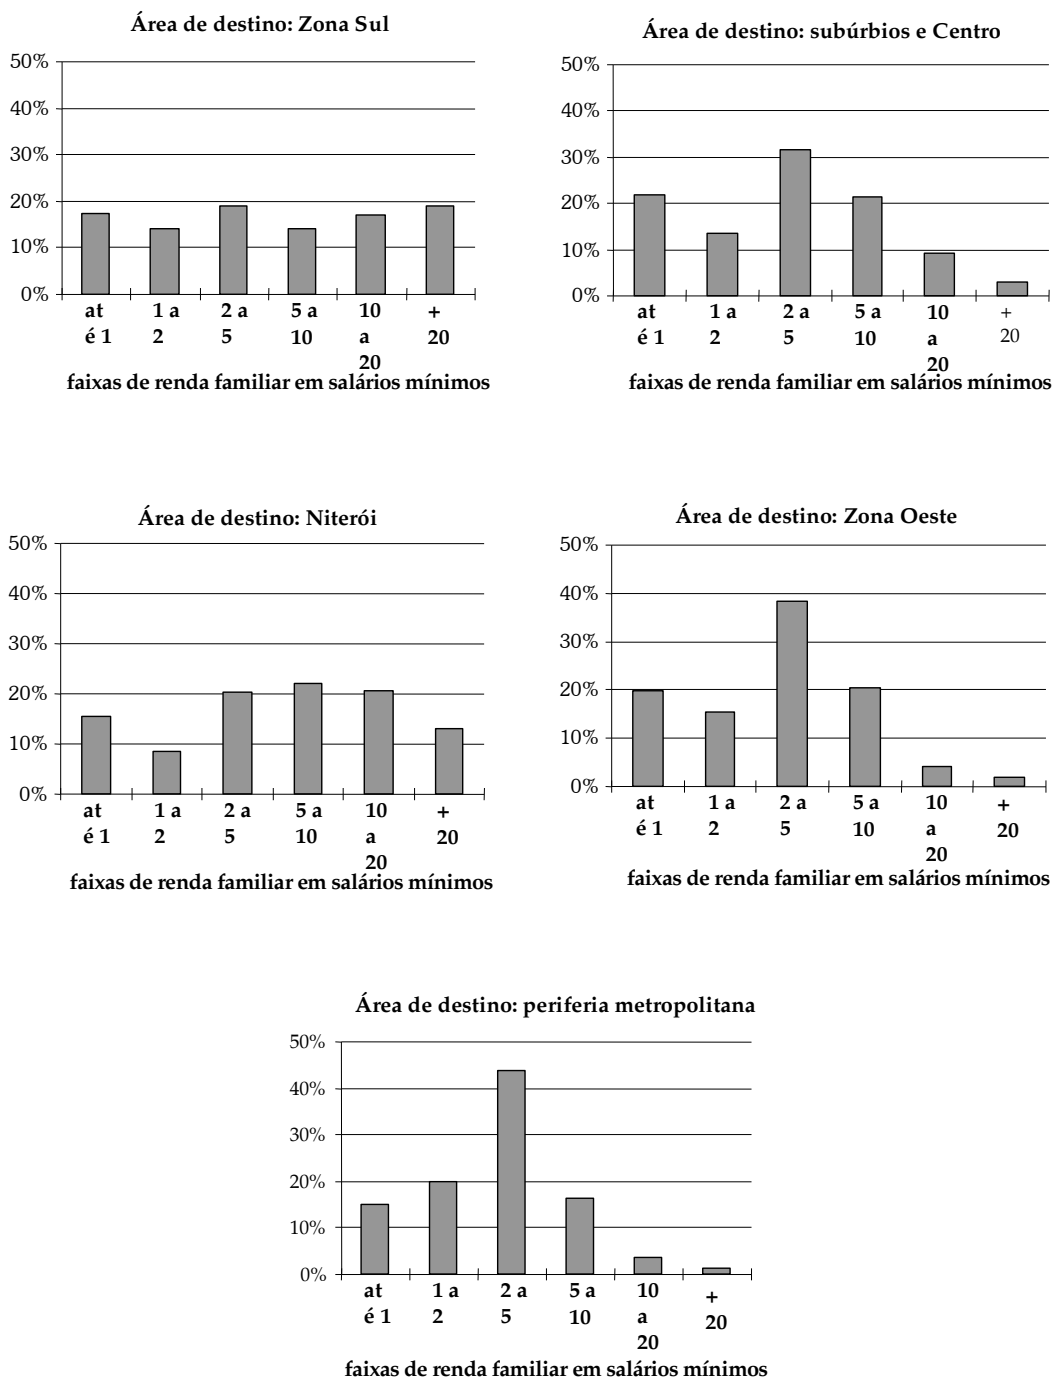 Área de destino: Zona Sul
50%
40%
30%
20%
10%
0%
at é 1
1 a 2
2 a 5
5 a 10
10 a 20
+ 20
faixas de renda familiar em salários mínimos
Área de destino: subúrbios e Centro
50%
40%
30%
20%
10%
0%
at é 1
1 a 2
2 a 5
5 a 10
10 a 20
+ 20
faixas de renda familiar em salários mínimos
Área de destino: Niterói
50%
40%
30%
20%
10%
0%
at é 1
1 a 2
2 a 5
5 a 10
10 a 20
+ 20
faixas de renda familiar em salários mínimos
Área de destino: Zona Oeste
50%
40%
30%
20%
10%
0%
at é 1
1 a 2
2 a 5
5 a 10
10 a 20
+ 20
faixas de renda familiar em salários mínimos
Área de destino: periferia metropolitana
50%
40%
30%
20%
10%
0%
at é 1
1 a 2
2 a 5
5 a 10
10 a 20
+ 20
faixas de renda familiar em salários mínimos